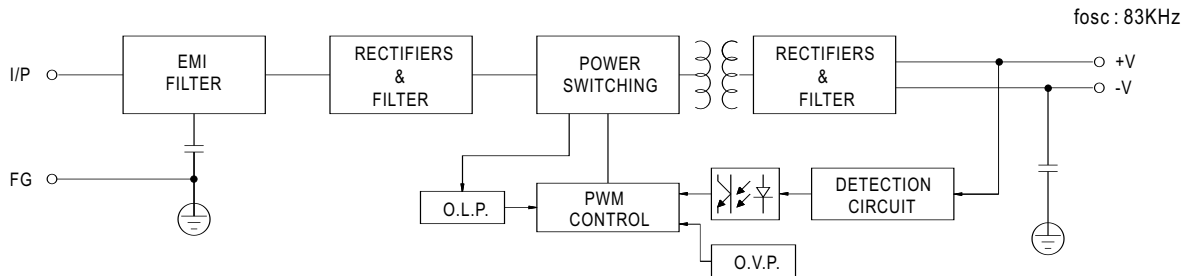 fosc : 83KHz
I/P
EMI
FILTER
RECTIFIERS
&
FILTER
POWER
SWITCHING
RECTIFIERS
&
FILTER
+V
-V
FG
O.L.P.
PWM
CONTROL
DETECTION
CIRCUIT
O.V.P.